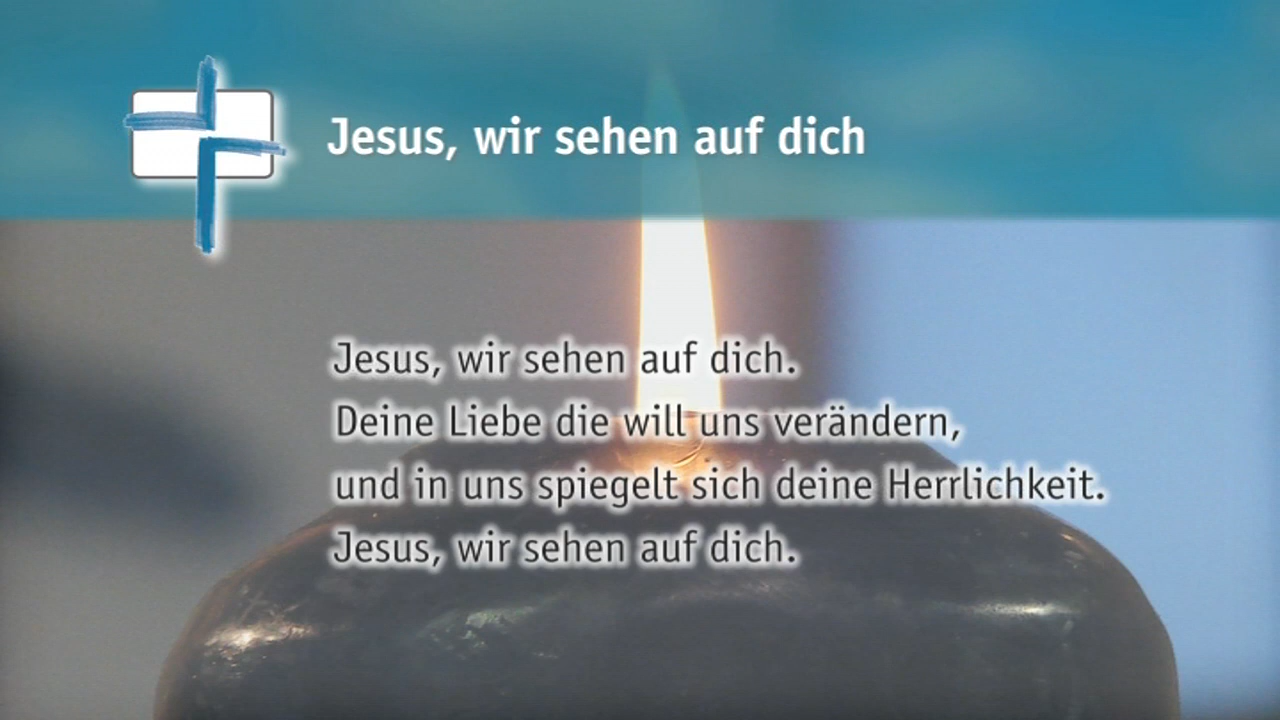 Jesus, wir sehen auf dich
Jesus, wir sehen auf dich.
Deine Liebe die will uns verändern,
und in uns spiegelt sich deine Herrlichkeit.
Jesus, wir sehen auf dich.